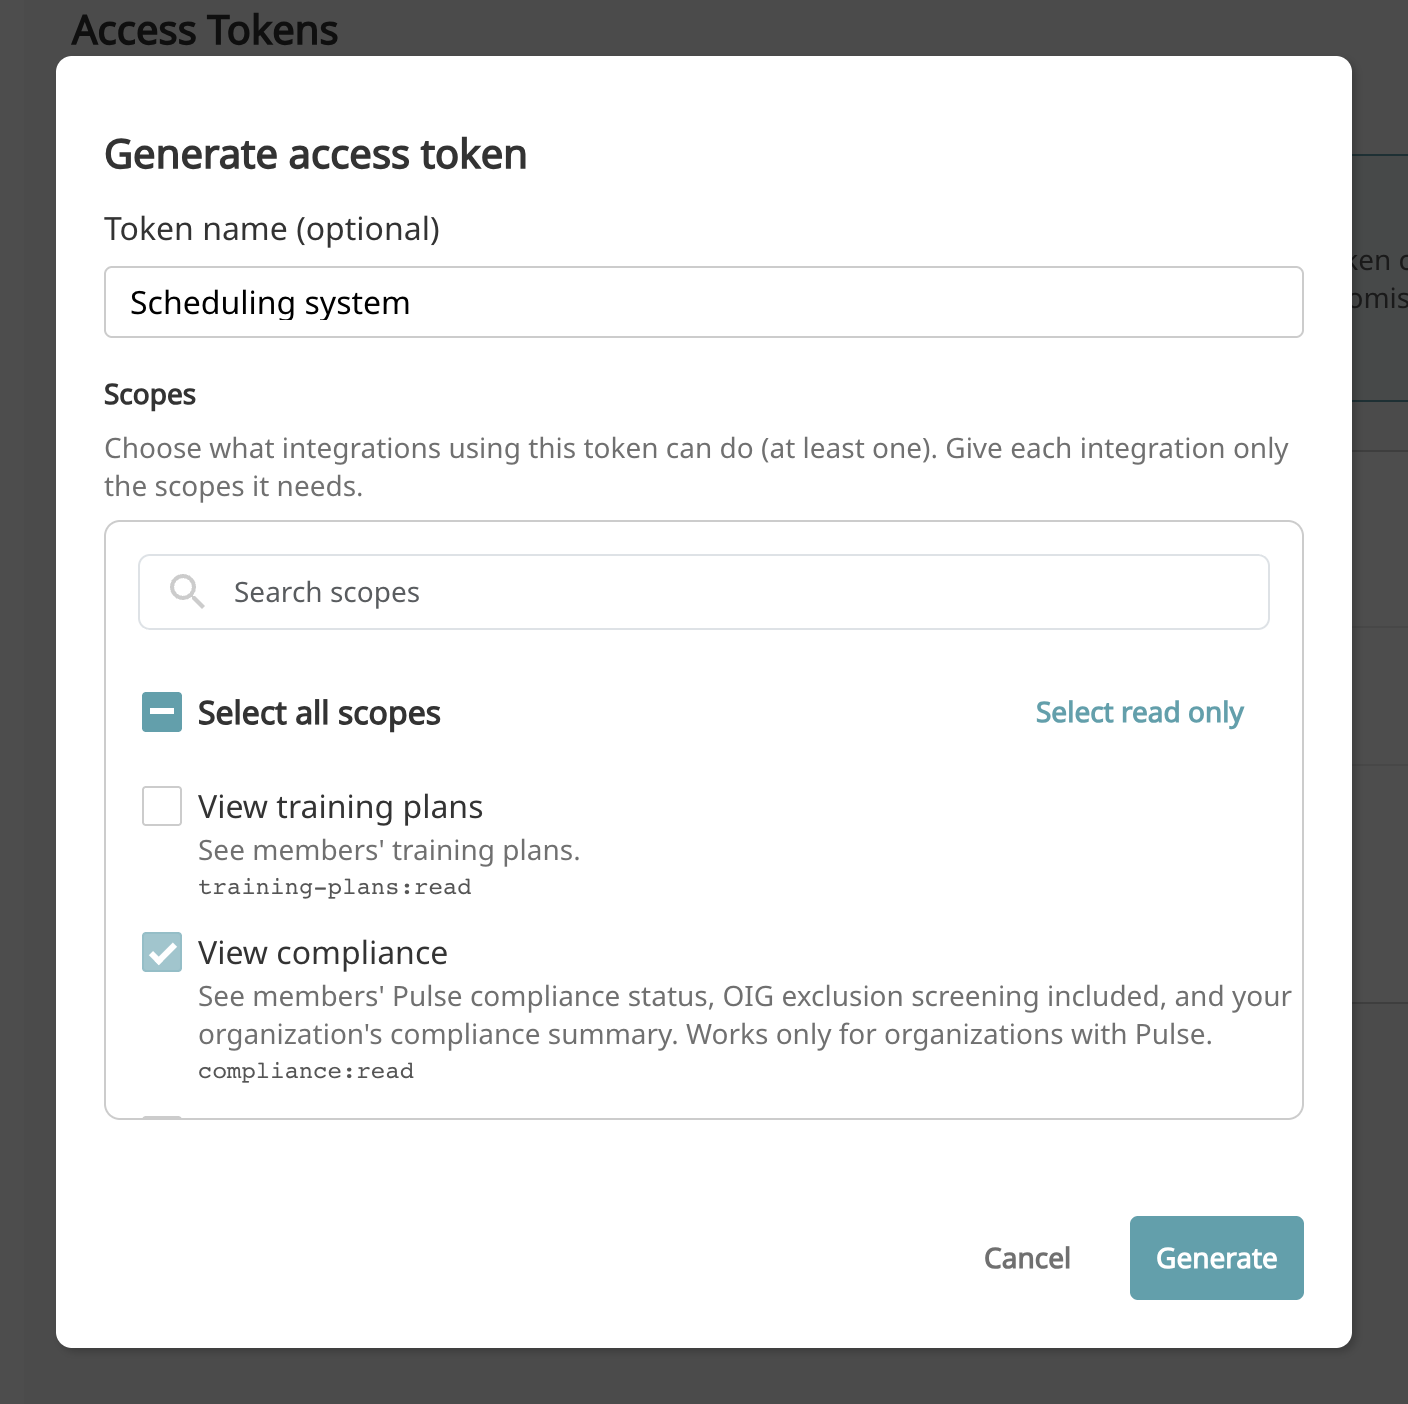 Access Tokens
Generate access token
Token name (optional)
Scheduling system
Scopes
Choose what integrations using this token can do (at least one). Give each integration only
the scopes it needs.
Search scopes
Select all scopes
Select read only
View training plans
See members' training plans.
training-plans:read
View compliance
See members' Pulse compliance status, OIG exclusion screening included, and your
organization's compliance summary. Works only for organizations with Pulse.
compliance:read
Cancel
Generate